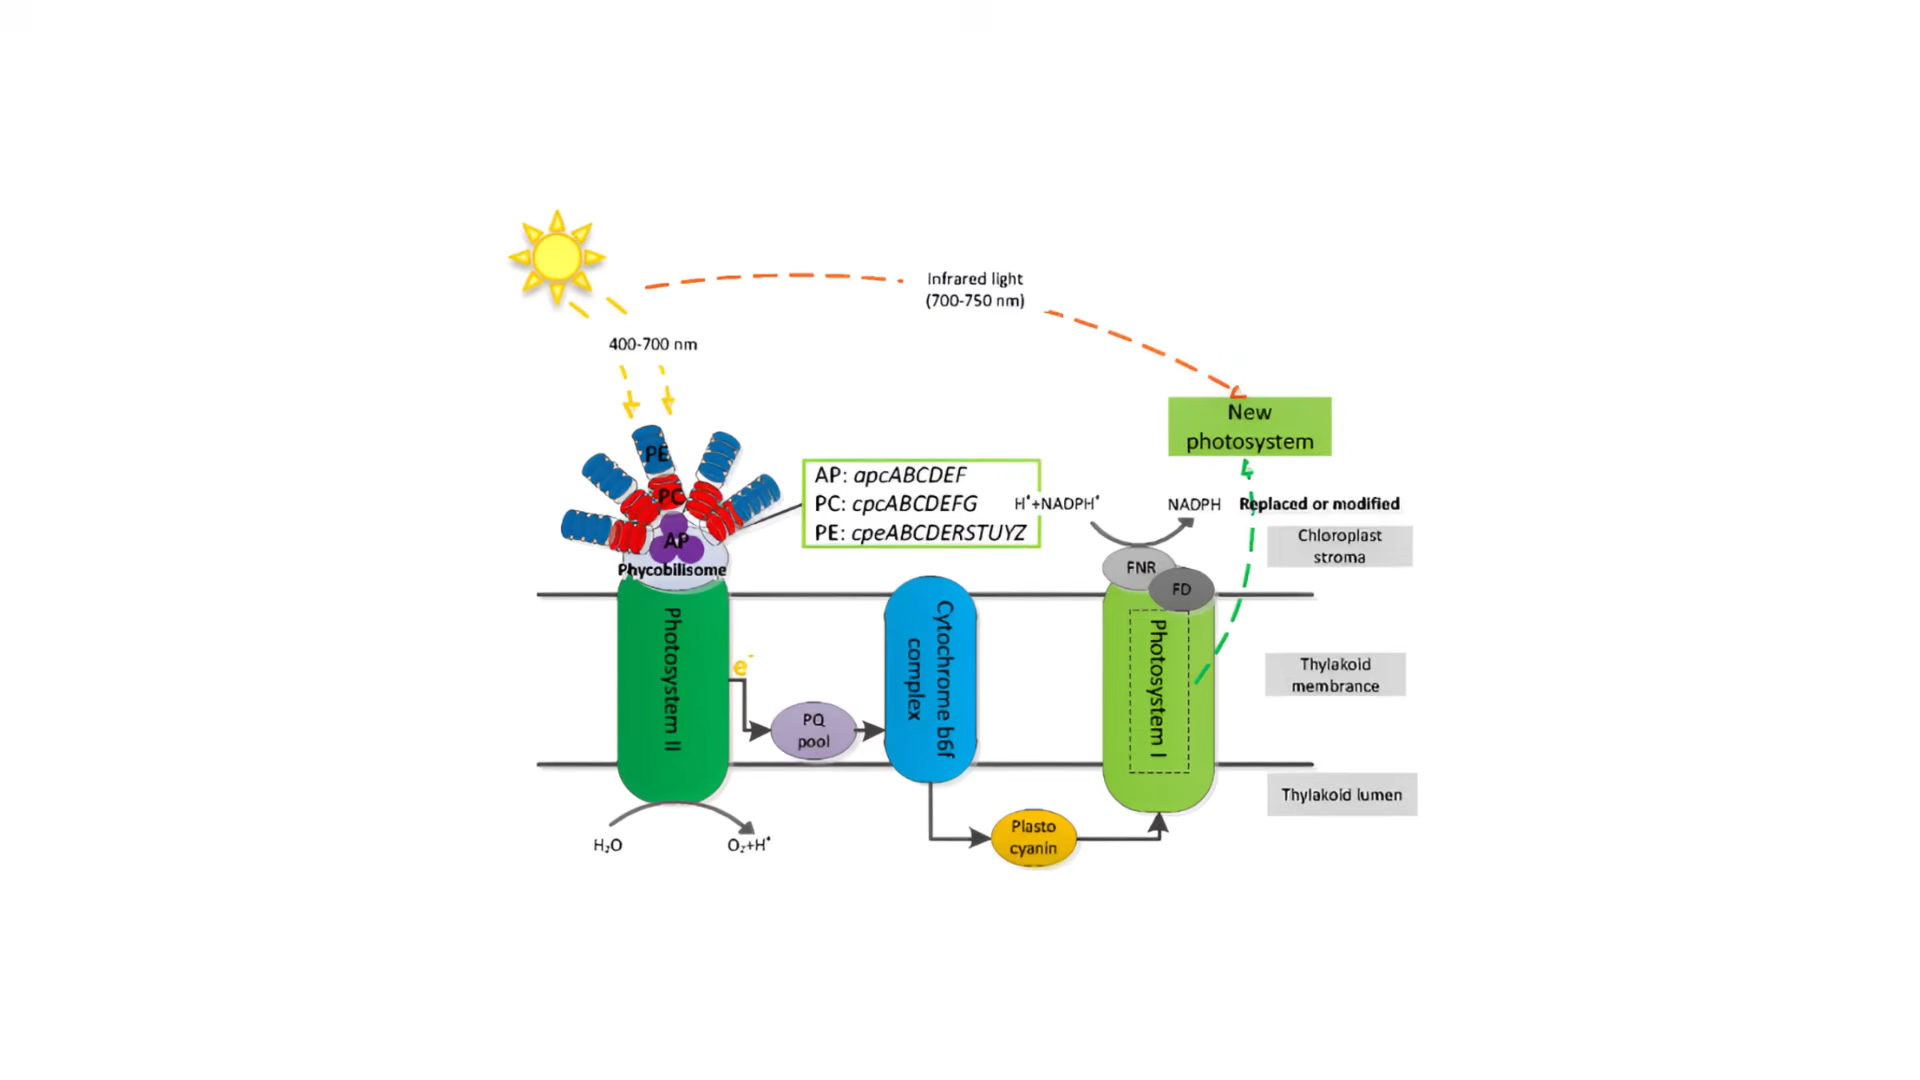 Infrared light
(700-750 nm)
400-700 nm
New
photosystem
PE
PC
AP
Phycobilisome
AP: apcABCDEF
PC: cpcABCDEFG
PE: cpeABCDERSTUYZ
H⁺+NADPH⁺
NADPH
Replaced or modified
Chloroplast
stroma
FNR
FD
Photosystem II
e⁻
PQ
pool
Cytochrome b6f
complex
Photosystem I
Thylakoid
membrance
Thylakoid lumen
Plasto
cyanin
H₂O
O₂+H⁺